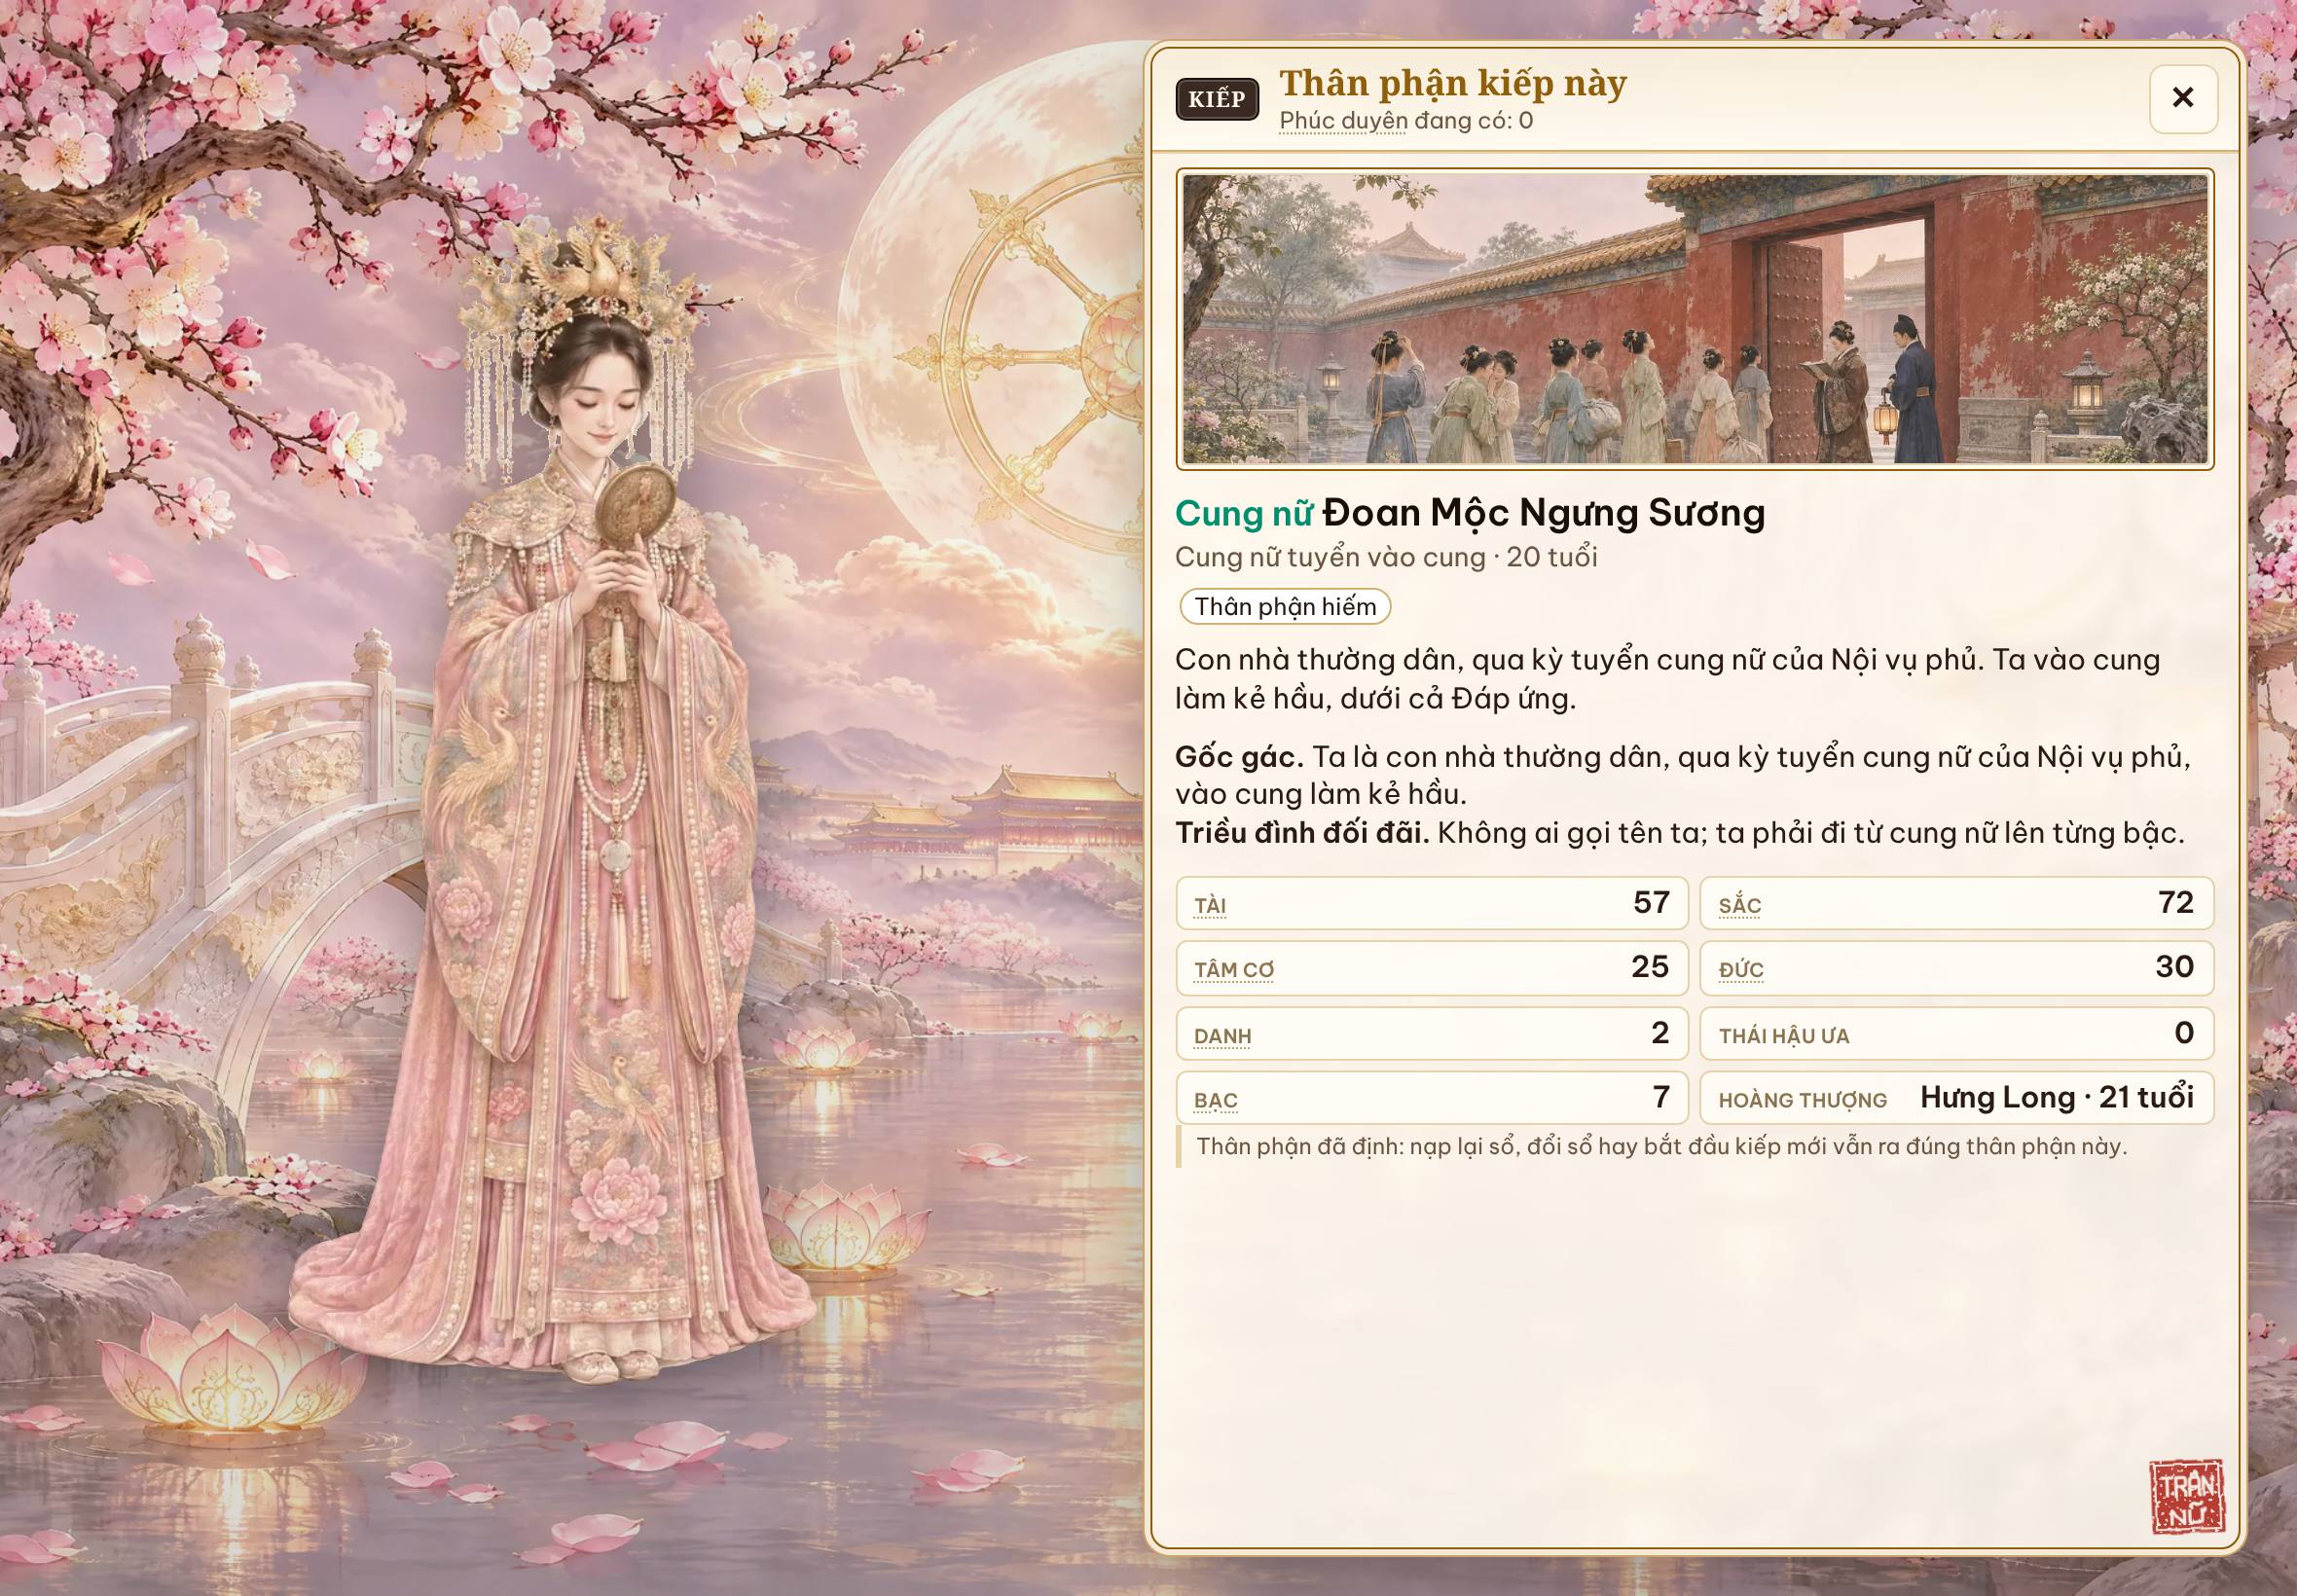 KIẾP
Thân phận kiếp này
Phúc duyên đang có: 0
×
Cung nữ Đoan Mộc Ngưng Sương
Cung nữ tuyển vào cung · 20 tuổi
Thân phận hiếm
Con nhà thường dân, qua kỳ tuyển cung nữ của Nội vụ phủ. Ta vào cung
làm kẻ hầu, dưới cả Đáp ứng.
Gốc gác. Ta là con nhà thường dân, qua kỳ tuyển cung nữ của Nội vụ phủ,
vào cung làm kẻ hầu.
Triều đình đối đãi. Không ai gọi tên ta; ta phải đi từ cung nữ lên từng bậc.
TÀI 57
SẮC 72
TÂM CƠ 25
ĐỨC 30
DANH 2
THÁI HẬU ƯA 0
BẠC 7
HOÀNG THƯỢNG Hưng Long · 21 tuổi
Thân phận đã định: nạp lại sổ, đổi sổ hay bắt đầu kiếp mới vẫn ra đúng thân phận này.
TRÂN
NỮ